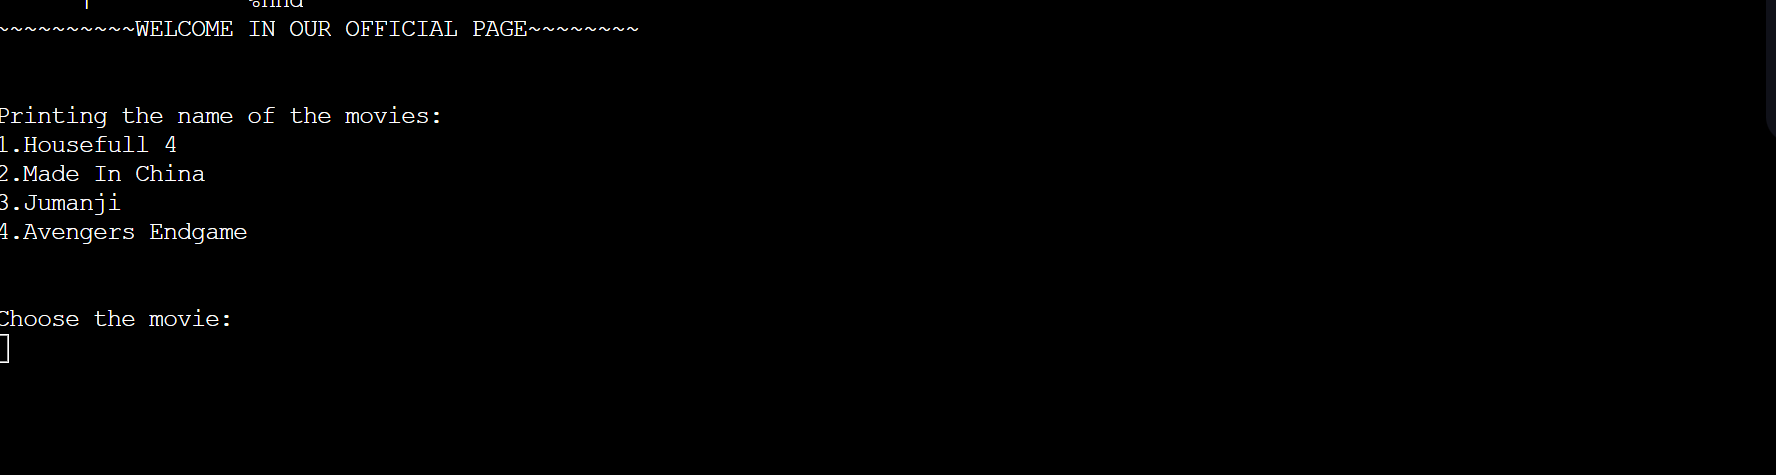 ~~~~~~~~~~WELCOME IN OUR OFFICIAL PAGE~~~~~~~~
Printing the name of the movies:
1.Housefull 4
2.Made In China
3.Jumanji
4.Avengers Endgame
Choose the movie: